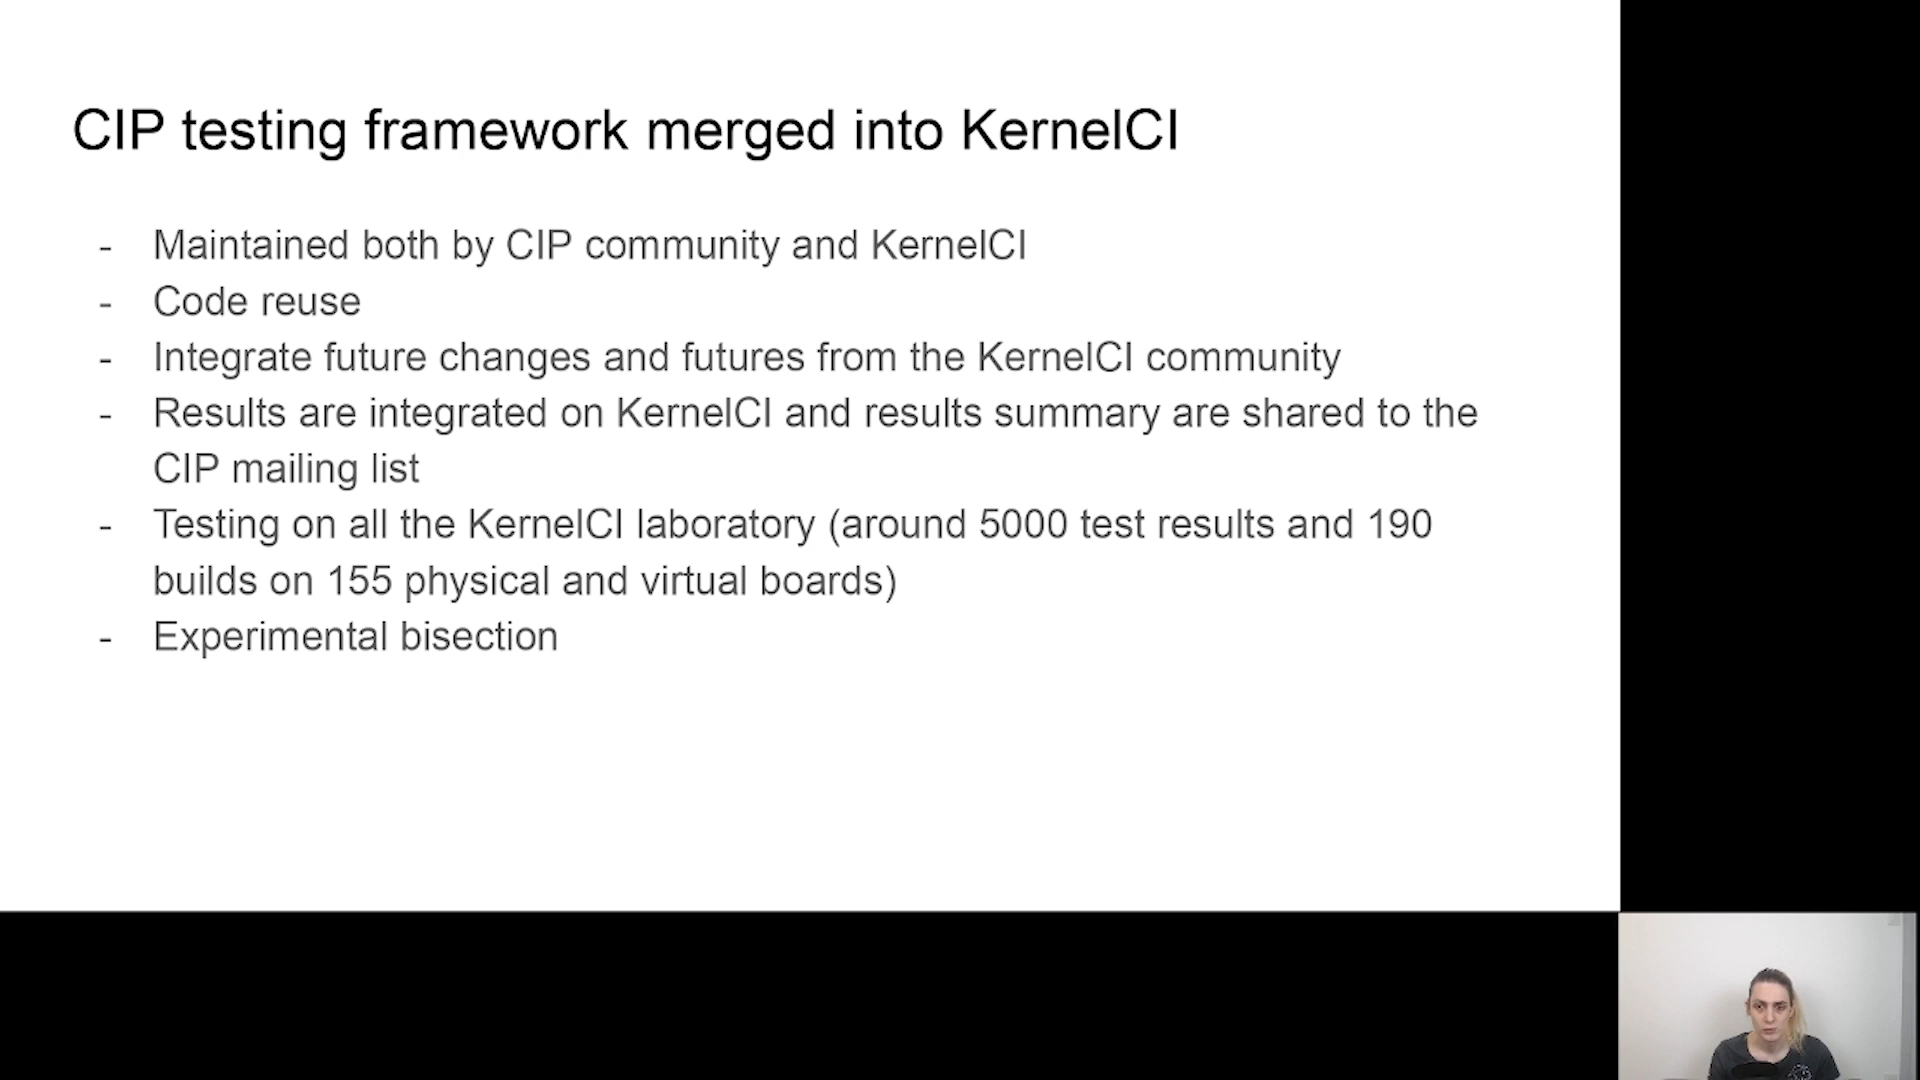 CIP testing framework merged into KernelCI
- Maintained both by CIP community and KernelCI
- Code reuse
- Integrate future changes and futures from the KernelCI community
- Results are integrated on KernelCI and results summary are shared to the
CIP mailing list
- Testing on all the KernelCI laboratory (around 5000 test results and 190
builds on 155 physical and virtual boards)
- Experimental bisection